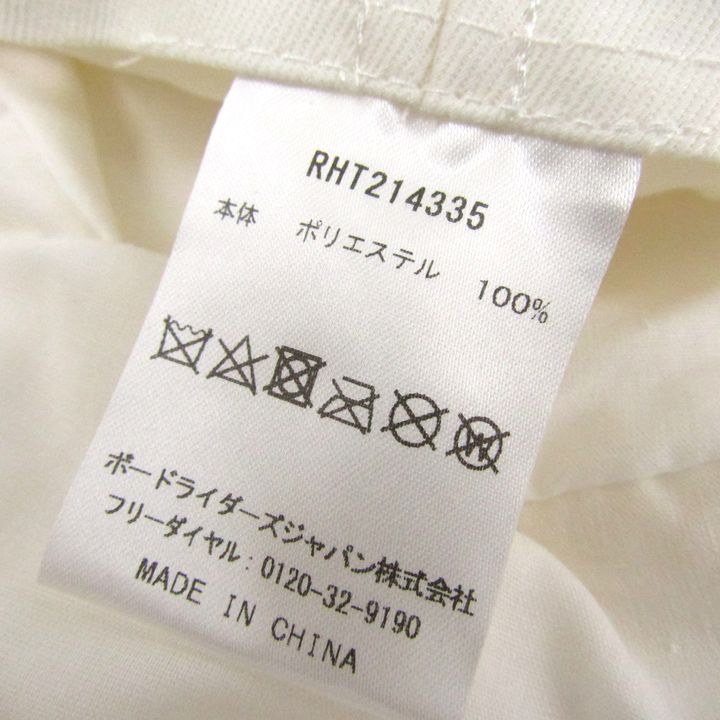 RHT214335
本体 ポリエステル 100%
W
ボードライダーズジャパン株式会社
フリーダイヤル:0120-32-9190
MADE IN CHINA